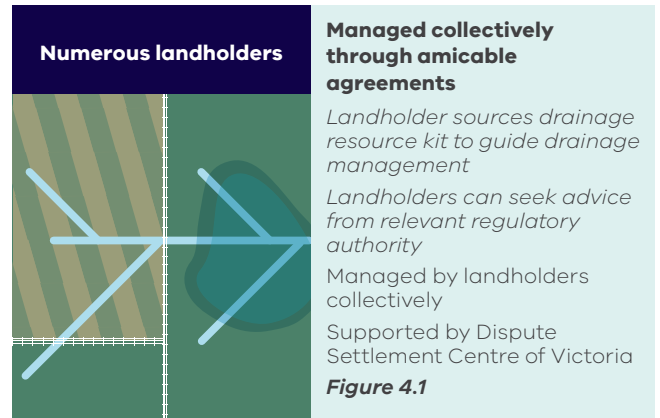 Numerous landholders
Managed collectively
through amicable
agreements
Landholder sources drainage
resource kit to guide drainage
management
Landholders can seek advice
from relevant regulatory
authority
Managed by landholders
collectively
Supported by Dispute
Settlement Centre of Victoria
Figure 4.1